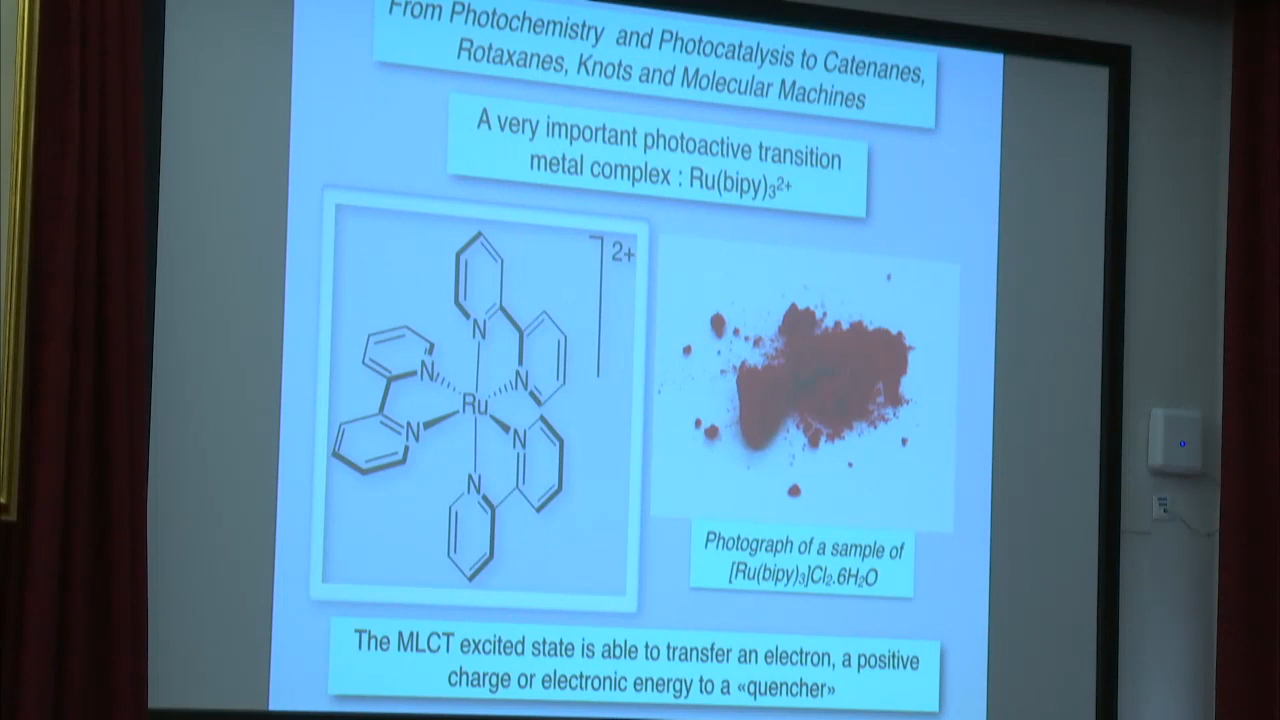 From Photochemistry and Photocatalysis to Catenanes,
Rotaxanes, Knots and Molecular Machines
A very important photoactive transition
metal complex : Ru(bipy)₃²⁺
2+
N
N
N
Ru
N
N
N
Photograph of a sample of
[Ru(bipy)₃]Cl₂.6H₂O
The MLCT excited state is able to transfer an electron, a positive
charge or electronic energy to a «quencher»